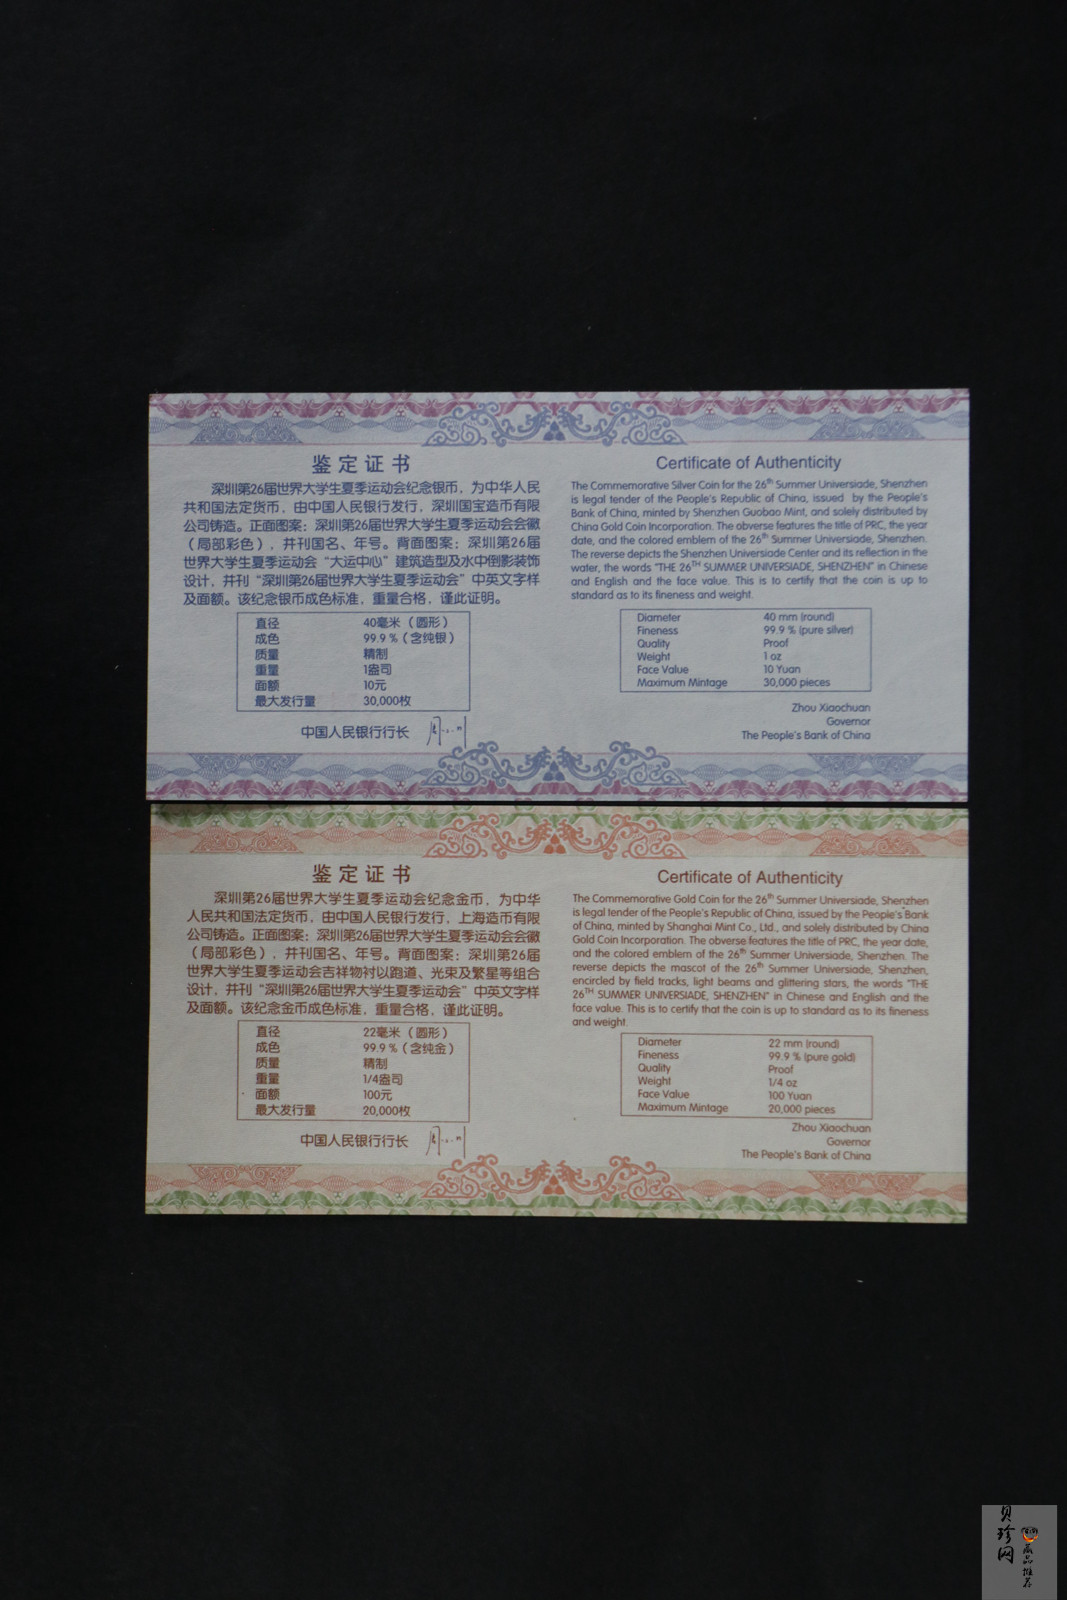 鉴定证书
深圳第26届世界大学生夏季运动会纪念银币，为中华人民
共和国法定货币，由中国人民银行发行，深圳国宝造币有限
公司铸造。正面图案：深圳第26届世界大学生夏季运动会会徽
（局部彩色），并刊国名、年号。背面图案：深圳第26届
世界大学生夏季运动会“大运中心”建筑造型及水中倒影装饰
设计，并刊“深圳第26届世界大学生夏季运动会”中英文字样
及面额。该纪念银币成色标准，重量合格，谨此证明。
直径 40毫米（圆形）
成色 99.9％（含纯银）
质量 精制
重量 1盎司
面额 10元
最大发行量 30,000枚
中国人民银行行长
Certificate of Authenticity
The Commemorative Silver Coin for the 26th Summer Universiade, Shenzhen
is legal tender of the People's Republic of China, issued by the People's
Bank of China, minted by Shenzhen Guobao Mint, and solely distributed by
China Gold Coin Incorporation. The obverse features the title of PRC, the year
date, and the colored emblem of the 26th Summer Universiade, Shenzhen.
The reverse depicts the Shenzhen Universiade Center and its reflection in the
water, the words "THE 26TH SUMMER UNIVERSIADE, SHENZHEN" in Chinese
and English and the face value. This is to certify that the coin is up to
standard as to its fineness and weight.
Diameter 40 mm (round)
Fineness 99.9 % (pure silver)
Quality Proof
Weight 1 oz
Face Value 10 Yuan
Maximum Mintage 30,000 pieces
Zhou Xiaochuan
Governor
The People's Bank of China
鉴定证书
深圳第26届世界大学生夏季运动会纪念金币，为中华
人民共和国法定货币，由中国人民银行发行，上海造币有限
公司铸造。正面图案：深圳第26届世界大学生夏季运动会会徽
（局部彩色），并刊国名、年号。背面图案：深圳第26届
世界大学生夏季运动会吉祥物衬以跑道、光束及繁星等组合
设计，并刊“深圳第26届世界大学生夏季运动会”中英文字样
及面额。该纪念金币成色标准，重量合格，谨此证明。
直径 22毫米（圆形）
成色 99.9％（含纯金）
质量 精制
重量 1/4盎司
面额 100元
最大发行量 20,000枚
中国人民银行行长
Certificate of Authenticity
The Commemorative Gold Coin for the 26th Summer Universiade, Shenzhen
is legal tender of the People's Republic of China, issued by the People's Bank
of China, minted by Shanghai Mint Co., Ltd., and solely distributed by China
Gold Coin Incorporation. The obverse features the title of PRC, the year date,
and the colored emblem of the 26th Summer Universiade, Shenzhen. The
reverse depicts the mascot of the 26th Summer Universiade, Shenzhen,
encircled by field tracks, light beams and glittering stars, the words "THE
26TH SUMMER UNIVERSIADE, SHENZHEN" in Chinese and English and the
face value. This is to certify that the coin is up to standard as to its fineness
and weight.
Diameter 22 mm (round)
Fineness 99.9 % (pure gold)
Quality Proof
Weight 1/4 oz
Face Value 100 Yuan
Maximum Mintage 20,000 pieces
Zhou Xiaochuan
Governor
The People's Bank of China
贝珍网
藏品推荐